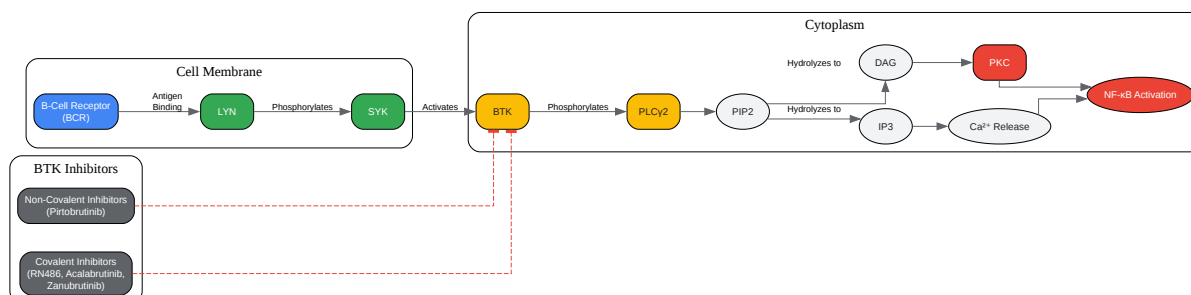 Cytoplasm
Cell Membrane
B-Cell Receptor
(BCR)
Antigen
Binding
LYN
Phosphorylates
SYK
Activates
BTK
Phosphorylates
PLCγ2
PIP2
Hydrolyzes to
DAG
PKC
Hydrolyzes to
IP3
Ca²⁺ Release
NF-κB Activation
BTK Inhibitors
Non-Covalent Inhibitors
(Pirtobrutinib)
Covalent Inhibitors
(RN486, Acalabrutinib,
Zanubrutinib)